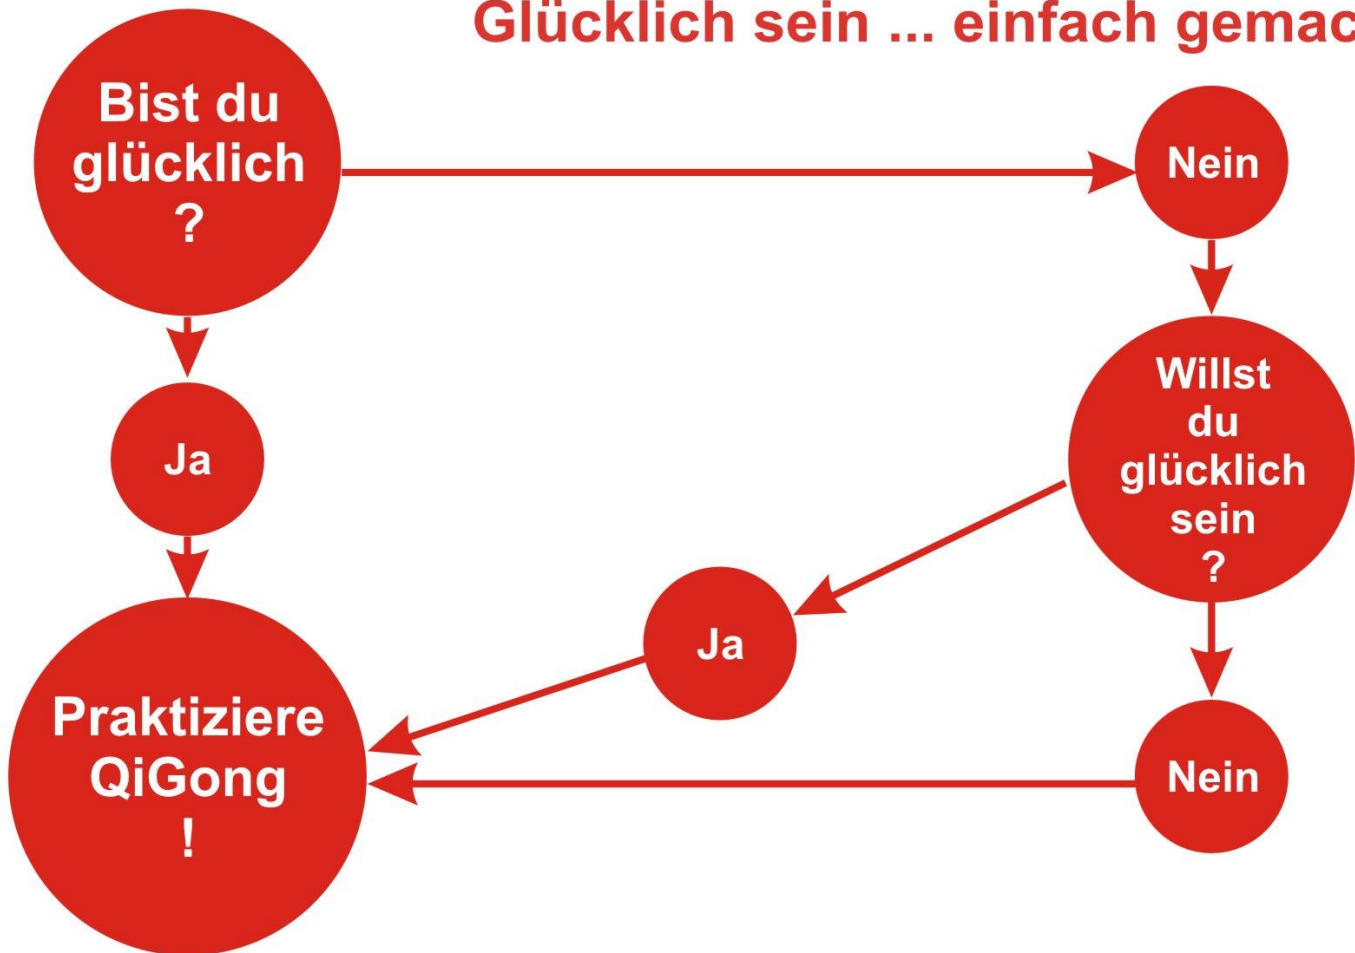 Glücklich sein ... einfach gemac
Bist du
glücklich
?
Nein
Ja
Willst
du
glücklich
sein
?
Ja
Nein
Praktiziere
QiGong
!